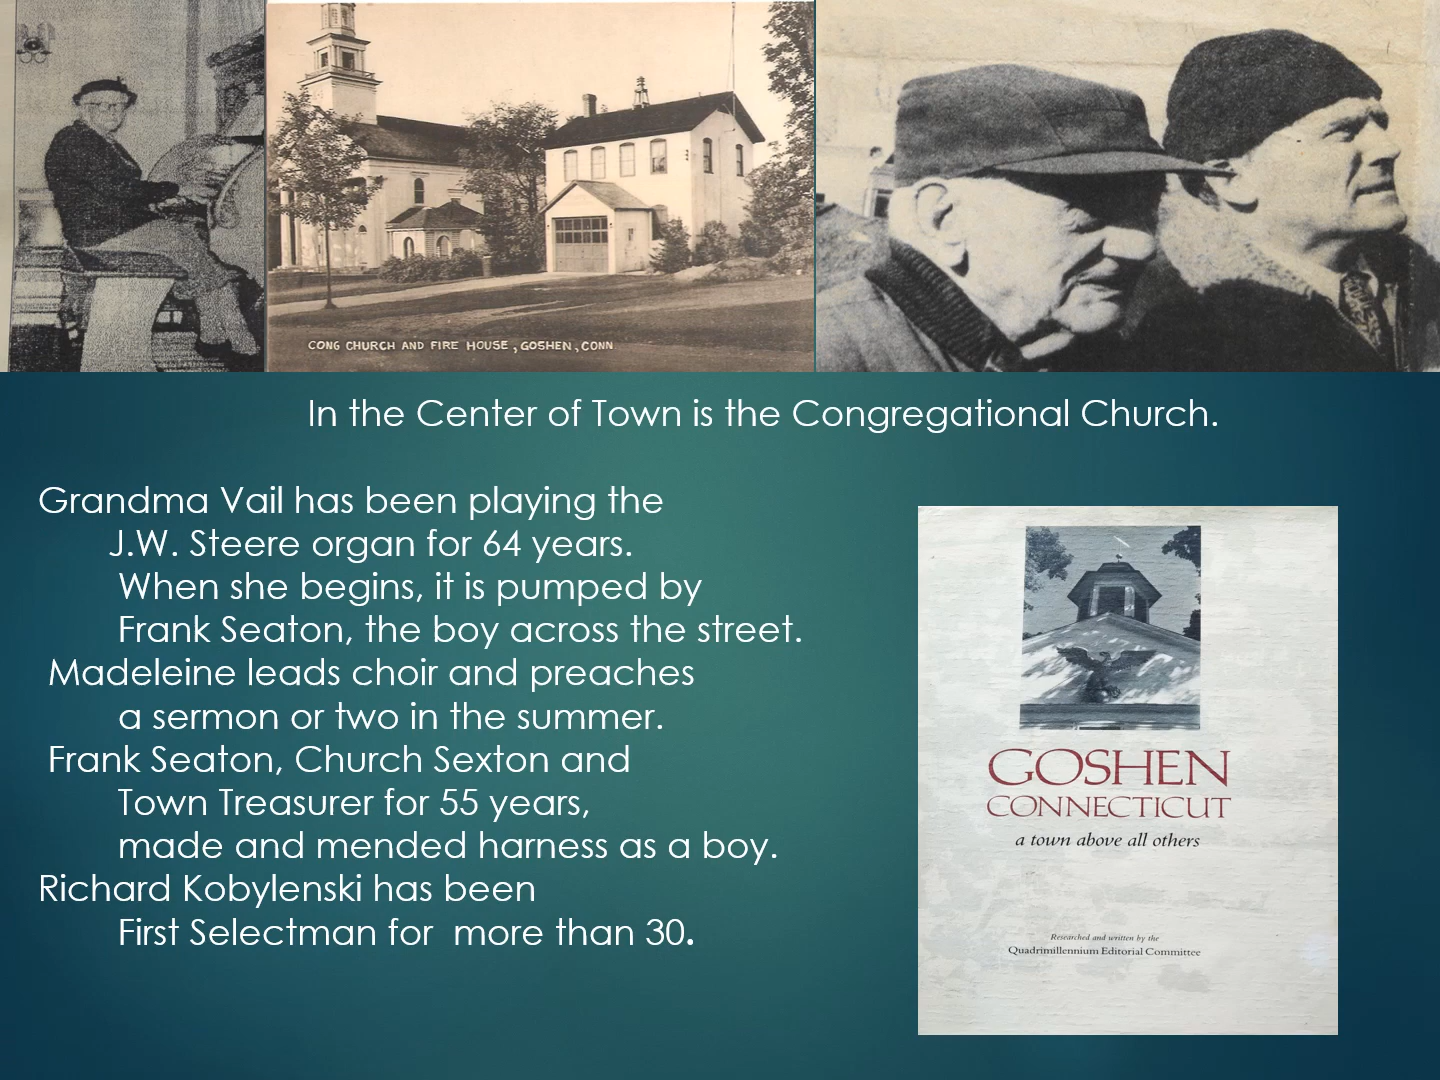 CONG CHURCH AND FIRE HOUSE, GOSHEN, CONN
In the Center of Town is the Congregational Church.
Grandma Vail has been playing the
J.W. Steere organ for 64 years.
When she begins, it is pumped by
Frank Seaton, the boy across the street.
Madeleine leads choir and preaches
a sermon or two in the summer.
Frank Seaton, Church Sexton and
Town Treasurer for 55 years,
made and mended harness as a boy.
Richard Kobylenski has been
First Selectman for more than 30.
GOSHEN
CONNECTICUT
a town above all others
Researched and written by the
Quadrimillennium Editorial Committee